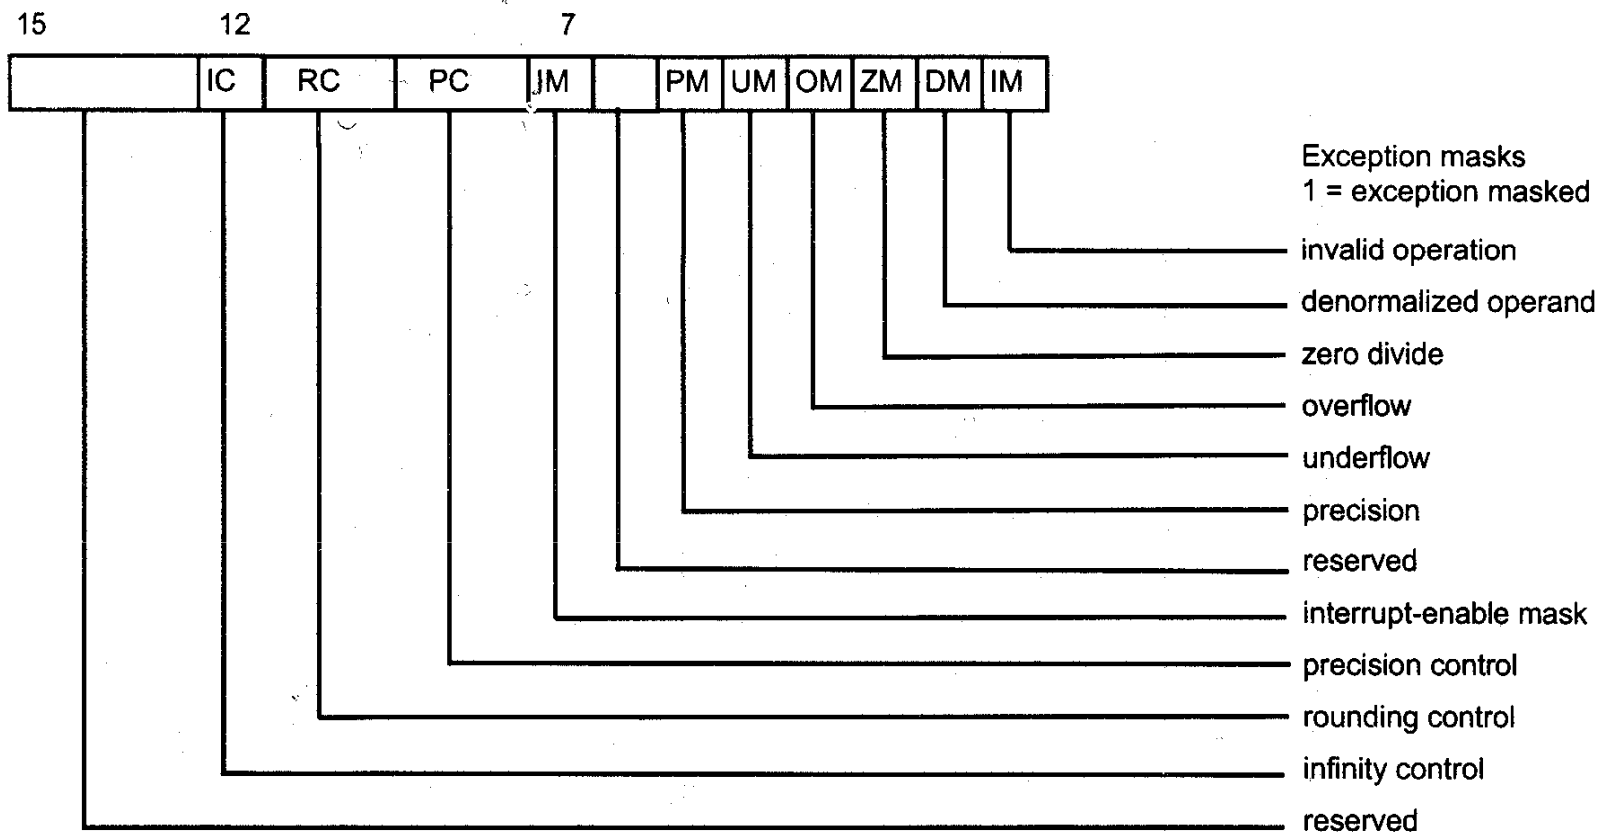 15 12 7
IC RC PC IM PM UM OM ZM DM IM
Exception masks
1 = exception masked
invalid operation
denormalized operand
zero divide
overflow
underflow
precision
reserved
interrupt-enable mask
precision control
rounding control
infinity control
reserved